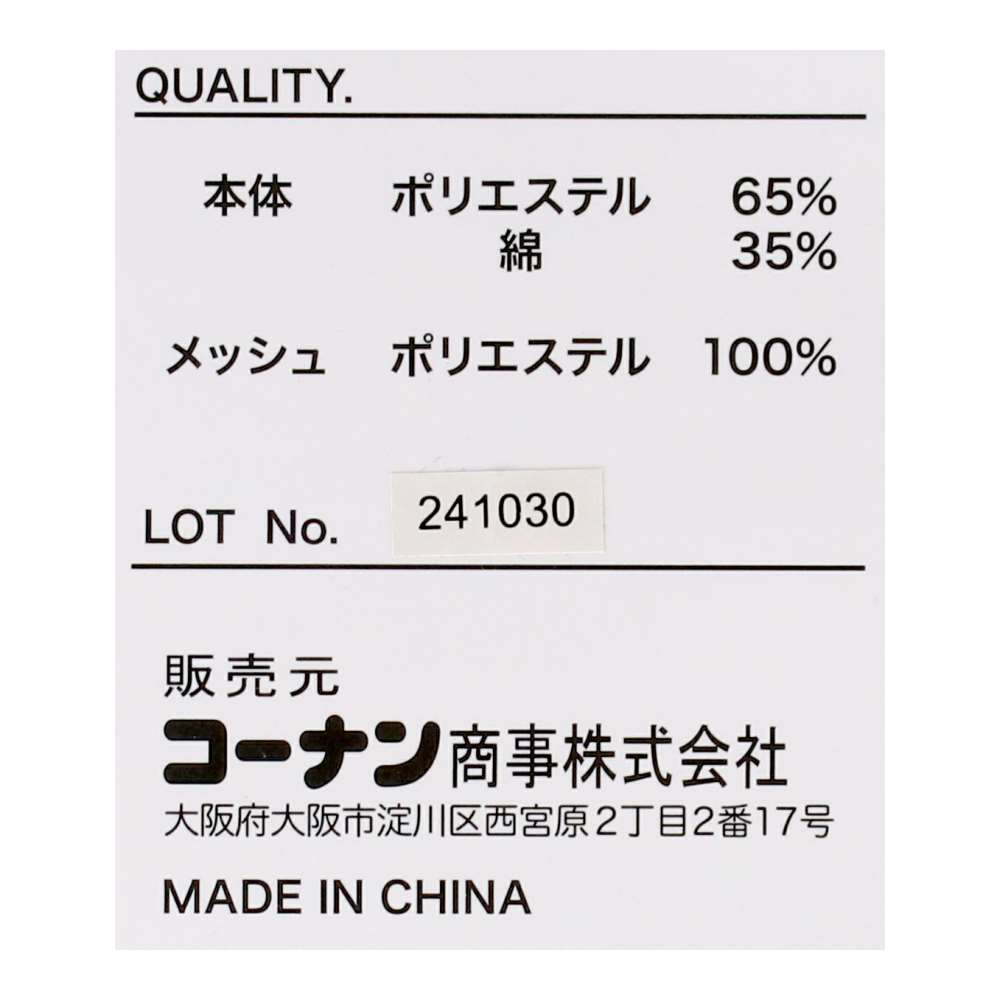 QUALITY.
本体 ポリエステル 65%
綿 35%
メッシュ ポリエステル 100%
LOT No. 241030
販売元
コーナン商事株式会社
大阪府大阪市淀川区西宮原2丁目2番17号
MADE IN CHINA